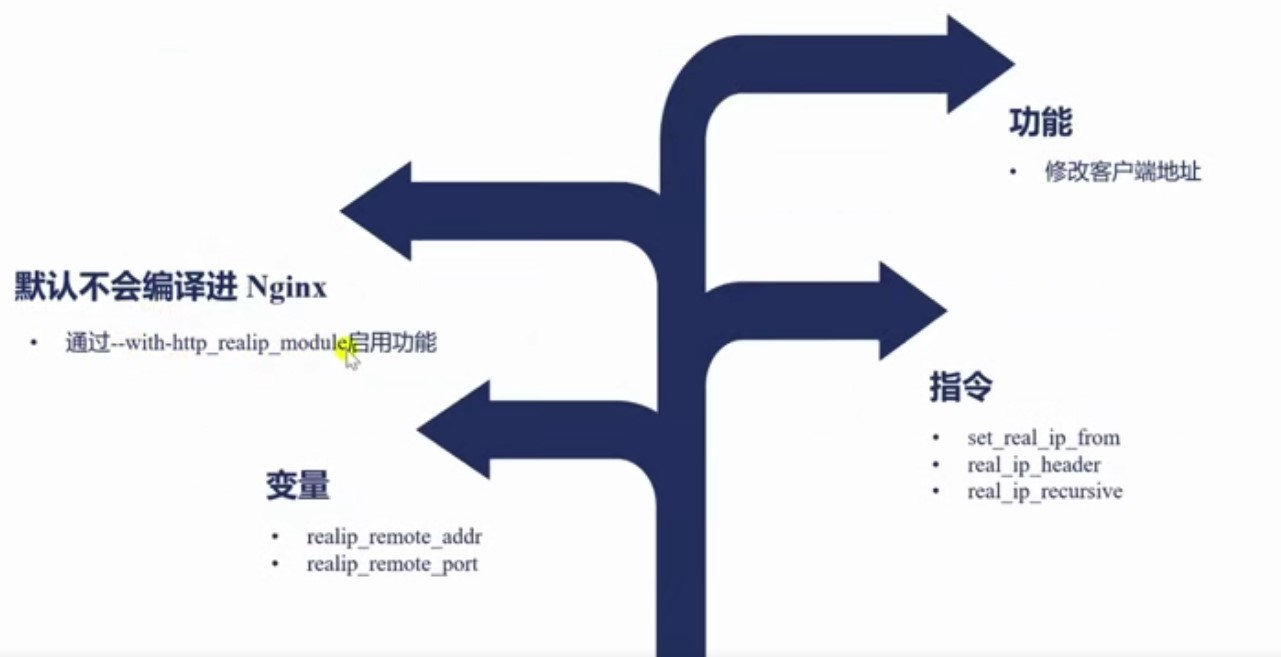 功能
• 修改客户端地址
默认不会编译进 Nginx
• 通过--with-http_realip_module启用功能
指令
• set_real_ip_from
• real_ip_header
• real_ip_recursive
变量
• realip_remote_addr
• realip_remote_port